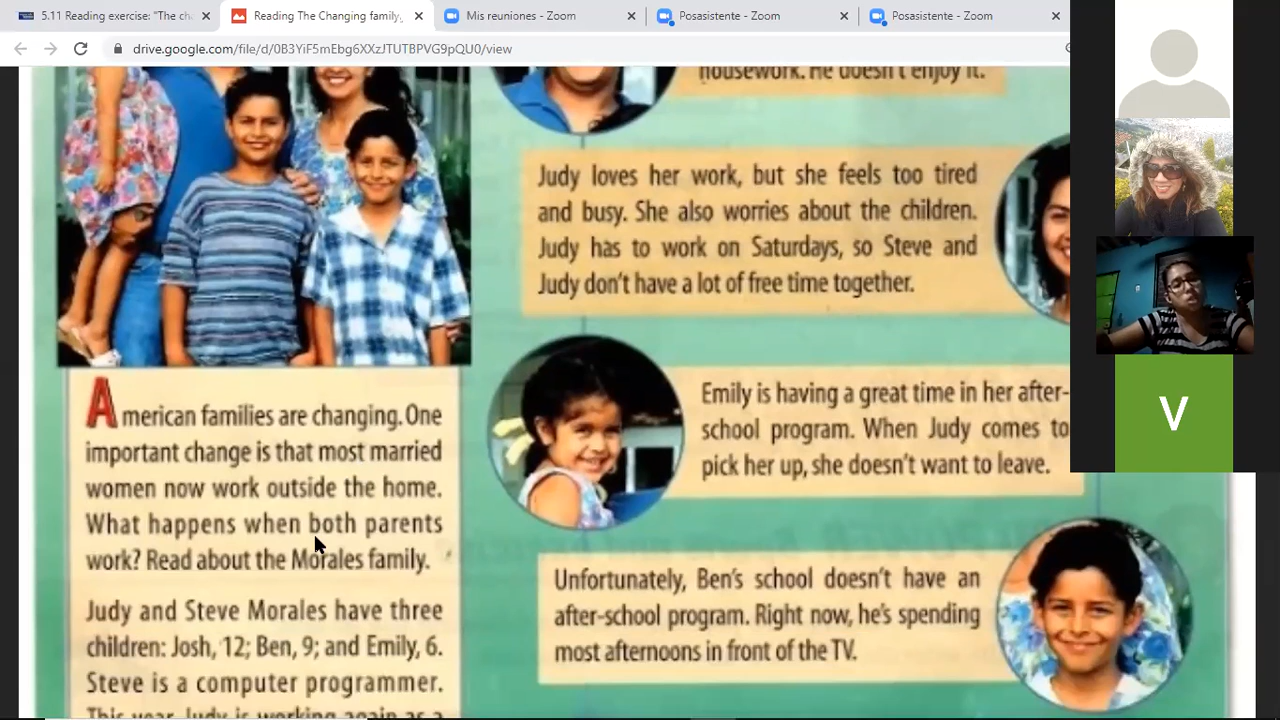 5.11 Reading exercise "The ch
Reading The Changing family,
Mis reuniones - Zoom
Posasistente - Zoom
Posasistente - Zoom
drive.google.com/file/d/0B3YiF5mEbg6XXzJTUTBPVG9pQU0/view
American families are changing. One
important change is that most married
women now work outside the home.
What happens when both parents
work? Read about the Morales family.
Judy and Steve Morales have three
children: Josh, 12; Ben, 9; and Emily, 6.
Steve is a computer programmer.
This year, Judy is working again as a
housework. He doesn't enjoy it.
Judy loves her work, but she feels too tired
and busy. She also worries about the children.
Judy has to work on Saturdays, so Steve and
Judy don't have a lot of free time together.
Emily is having a great time in her after-
school program. When Judy comes to
pick her up, she doesn't want to leave.
Unfortunately, Ben's school doesn't have an
after-school program. Right now, he's spending
most afternoons in front of the TV.
V